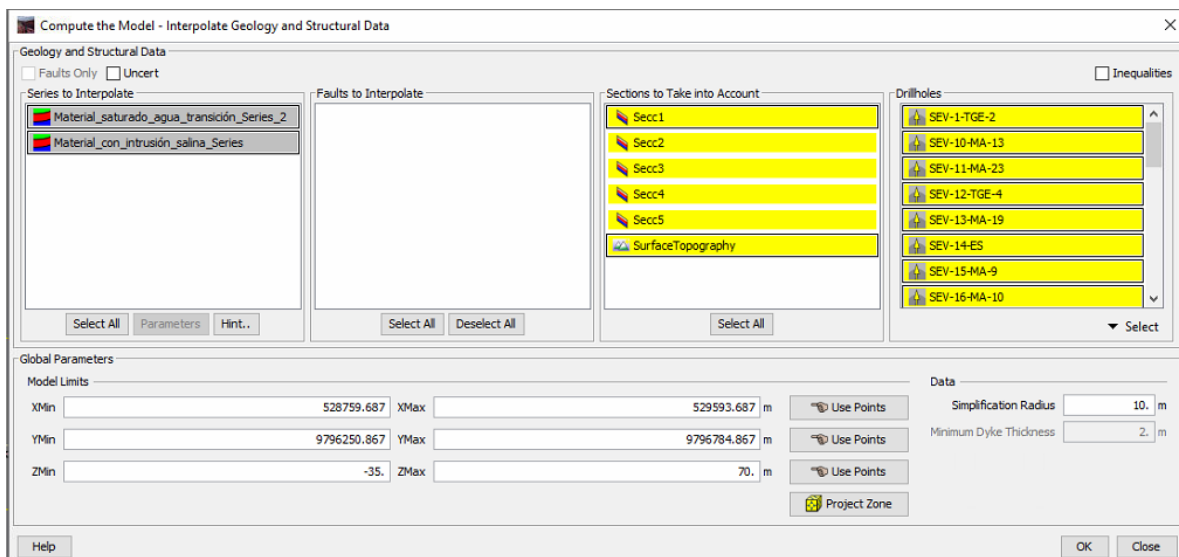 Compute the Model - Interpolate Geology and Structural Data
Geology and Structural Data
Faults Only Uncert Inequalities
Series to Interpolate
Material_saturado_agua_transición_Series_2
Material_con_intrusión_salina_Series
Select All Parameters Hint..
Faults to Interpolate
Select All Deselect All
Sections to Take into Account
Secc1
Secc2
Secc3
Secc4
Secc5
SurfaceTopography
Select All
Drillholes
SEV-1-TGE-2
SEV-10-MA-13
SEV-11-MA-23
SEV-12-TGE-4
SEV-13-MA-19
SEV-14-ES
SEV-15-MA-9
SEV-16-MA-10
Select
Global Parameters
Model Limits
XMin 528759.687 XMax 529593.687 m Use Points
YMin 9796250.867 YMax 9796784.867 m Use Points
ZMin -35. ZMax 70. m Use Points
Project Zone
Data
Simplification Radius 10. m
Minimum Dyke Thickness 2. m
Help OK Close